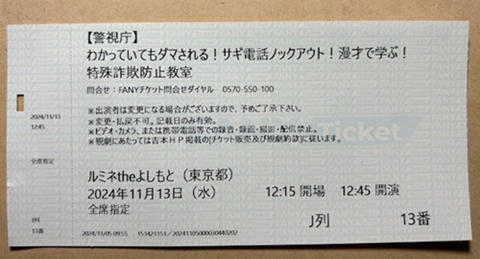 【警視庁】
わかっていてもダマされる！サギ電話ノックアウト！漫才で学ぶ！
特殊詐欺防止教室
問合せ：FANYチケット問合せダイヤル 0570-550-100
※出演者は変更になる場合がございますので、予めご了承下さい。
※変更・払戻不可。記載日のみ有効。
※ビデオ・カメラ、または携帯電話等での録音・録画・撮影・配信禁止。
※観劇にあたっては吉本ＨＰ掲載の[チケット販売及び観劇約款]に従います。
ルミネtheよしもと（東京都）
2024年11月13日（水） 12:15 開場 12:45 開演
全席指定
J列 13番
2024/11/05 09:55 151421151／20241105000030440202
2024/11/13
12:45
全席指定
J列
13番
Ticket